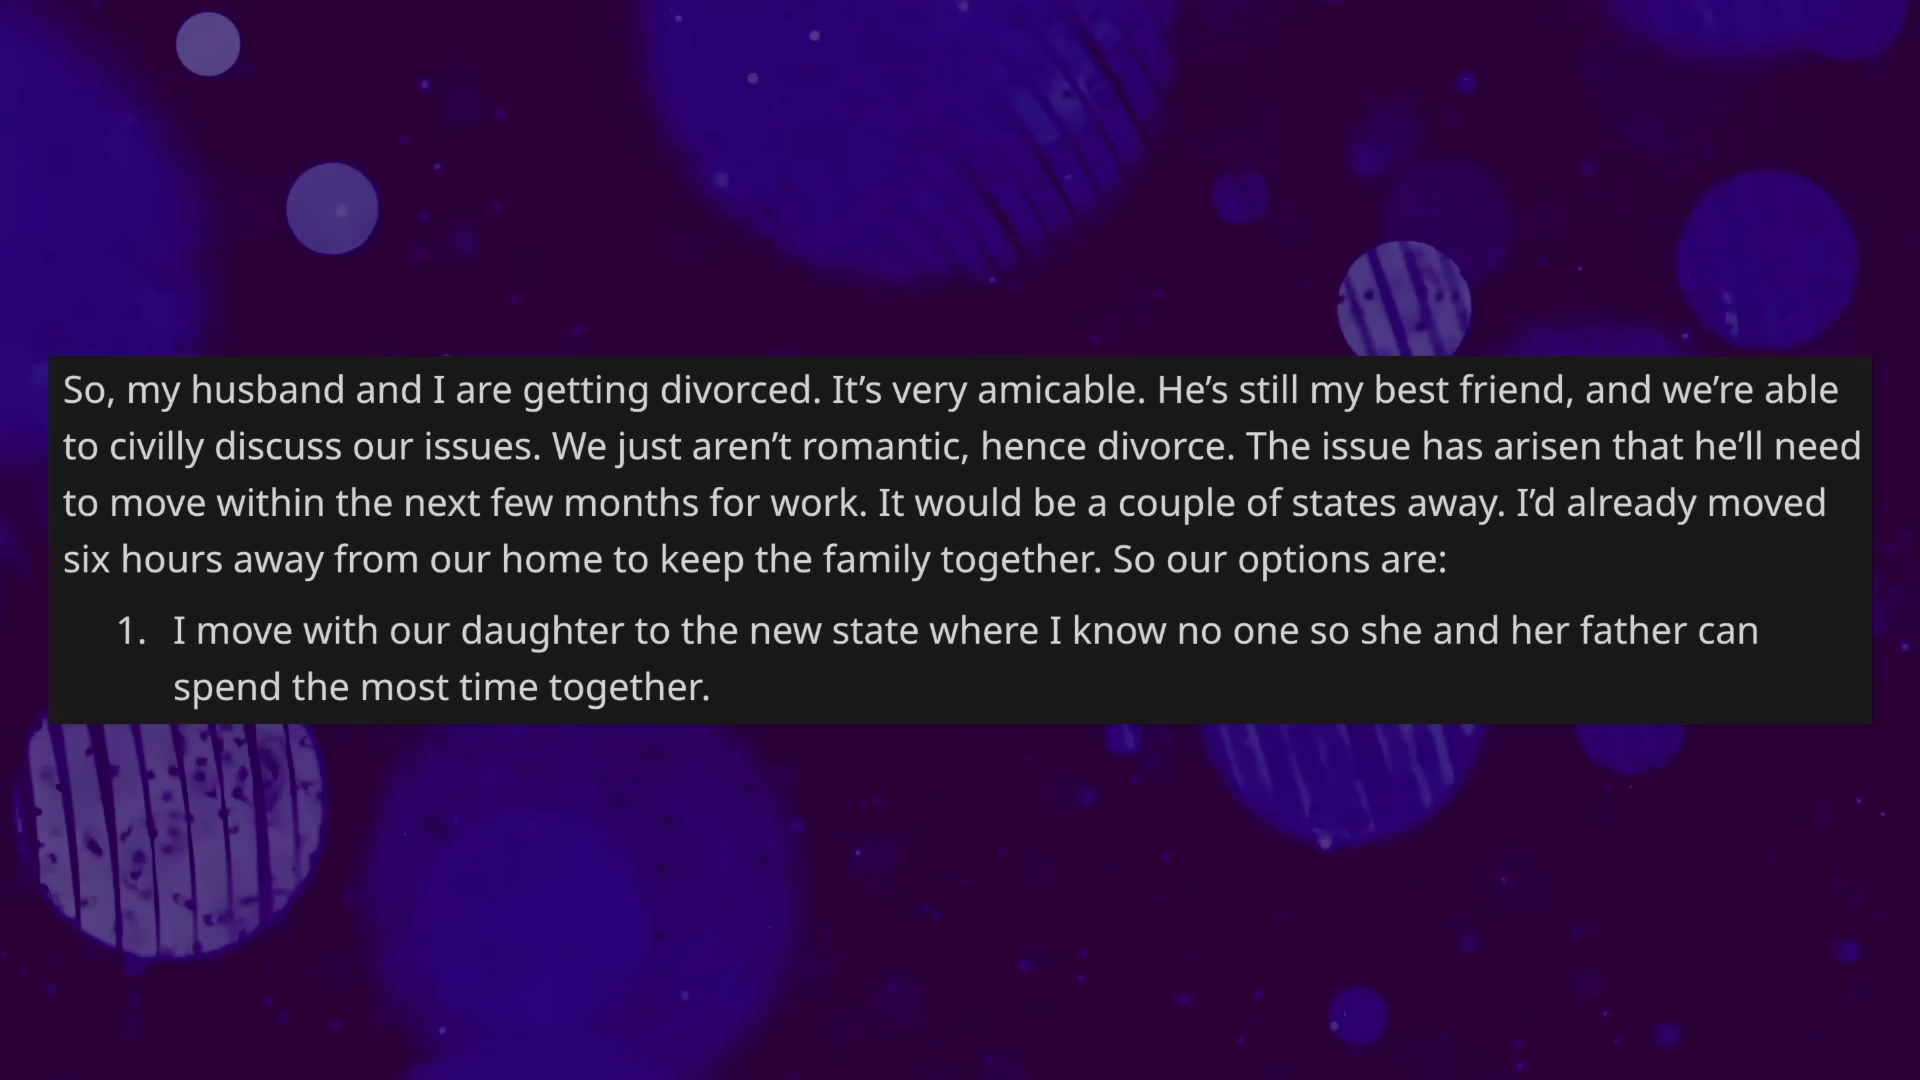 So, my husband and I are getting divorced. It’s very amicable. He’s still my best friend, and we’re able
to civilly discuss our issues. We just aren’t romantic, hence divorce. The issue has arisen that he’ll need
to move within the next few months for work. It would be a couple of states away. I’d already moved
six hours away from our home to keep the family together. So our options are:
1. I move with our daughter to the new state where I know no one so she and her father can
spend the most time together.